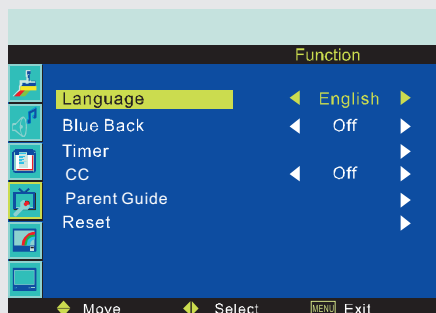 Function
Language English
Blue Back Off
Timer
CC Off
Parent Guide
Reset
Move Select MENU Exit